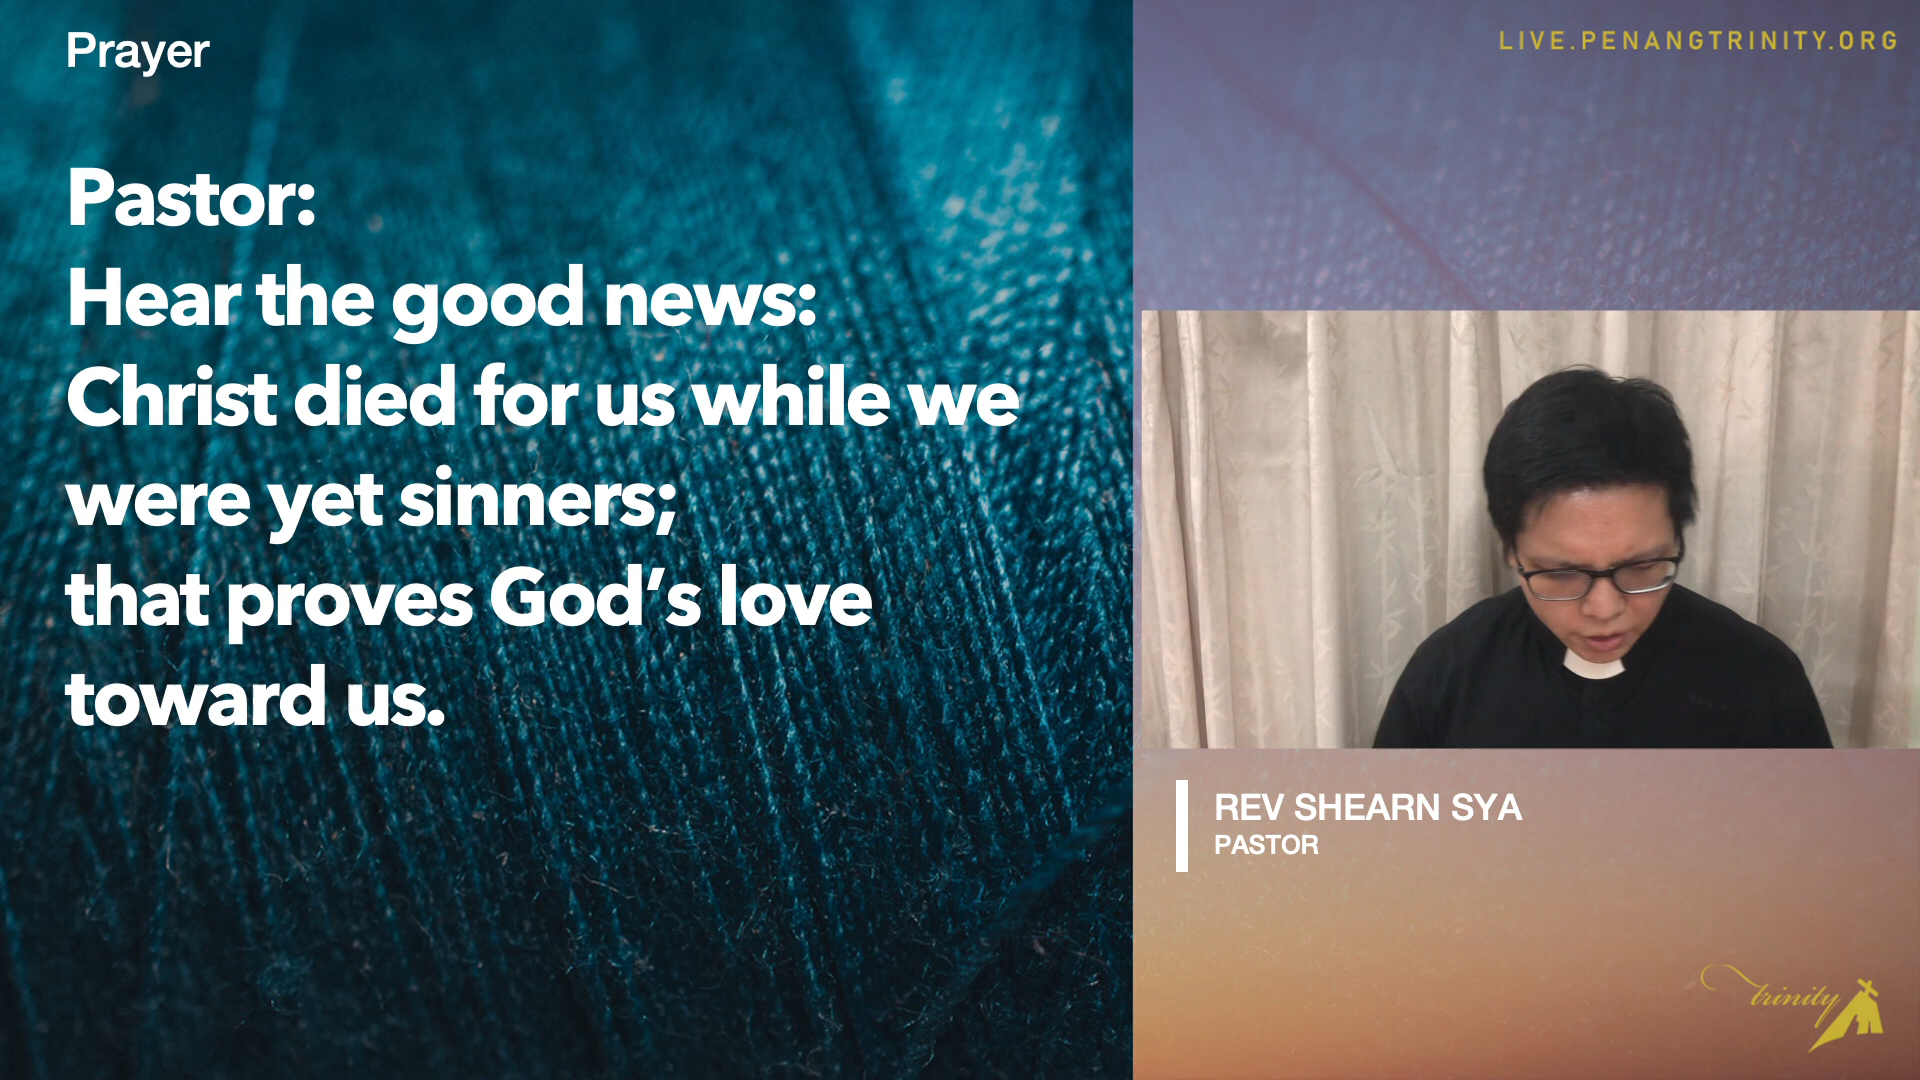 Prayer
Pastor:
Hear the good news:
Christ died for us while we
were yet sinners;
that proves God’s love
toward us.
LIVE.PENANGTRINITY.ORG
REV SHEARN SYA
PASTOR
trinity